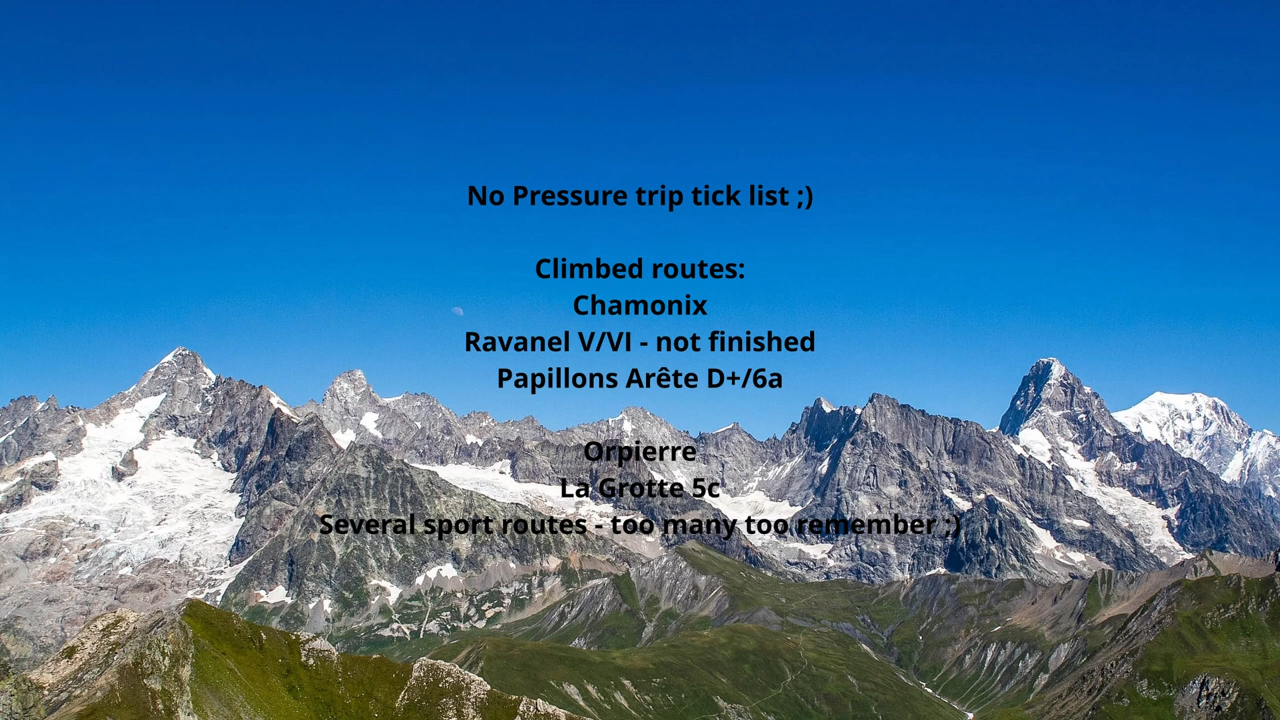 No Pressure trip tick list ;)
Climbed routes:
Chamonix
Ravanel V/VI - not finished
Papillons Arête D+/6a
Orpierre
La Grotte 5c
Several sport routes - too many too remember ;)